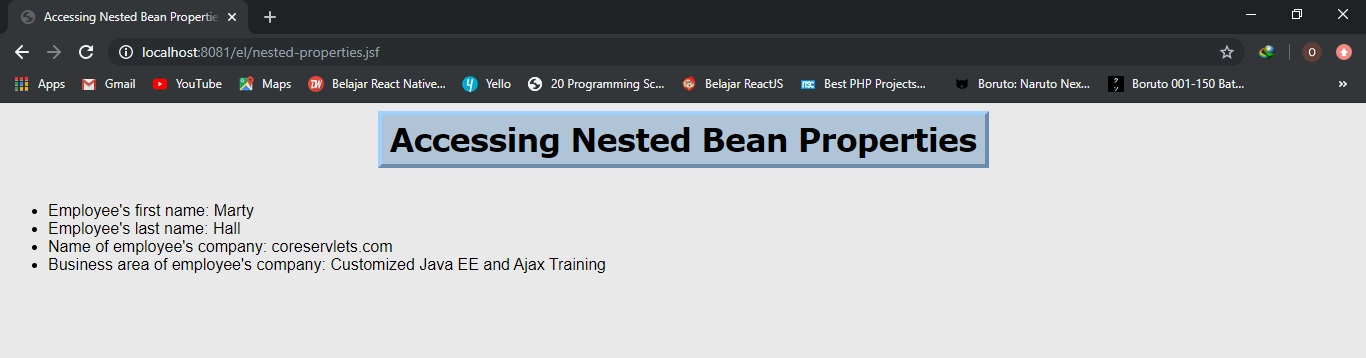 Accessing Nested Bean Propertie
localhost:8081/el/nested-properties.jsf
O
Apps Gmail YouTube Maps Belajar React Native... Yello 20 Programming Sc... Belajar ReactJS Best PHP Projects... Boruto: Naruto Nex... Boruto 001-150 Bat... »
Accessing Nested Bean Properties
• Employee's first name: Marty
• Employee's last name: Hall
• Name of employee's company: coreservlets.com
• Business area of employee's company: Customized Java EE and Ajax Training